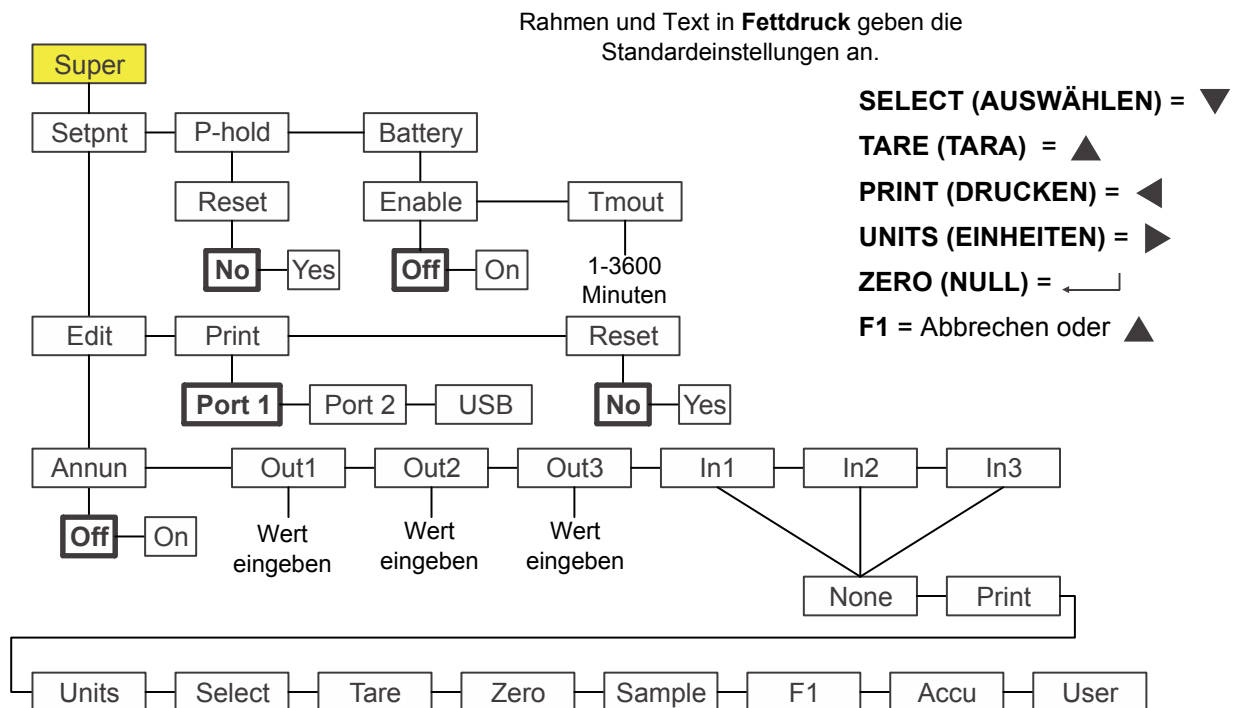 Rahmen und Text in Fettdruck geben die
Standardeinstellungen an.
Super
SELECT (AUSWÄHLEN) = ▼
TARE (TARA) = ▲
PRINT (DRUCKEN) = ◀
UNITS (EINHEITEN) = ▶
ZERO (NULL) = ↵
F1 = Abbrechen oder ▲
Setpnt P-hold Battery
Reset Enable Tmout
No Yes Off On 1-3600
Minuten
Edit Print Reset
Port 1 Port 2 USB No Yes
Annun Out1 Out2 Out3 In1 In2 In3
Off On
Wert
eingeben
Wert
eingeben
Wert
eingeben
None Print
Units Select Tare Zero Sample F1 Accu User